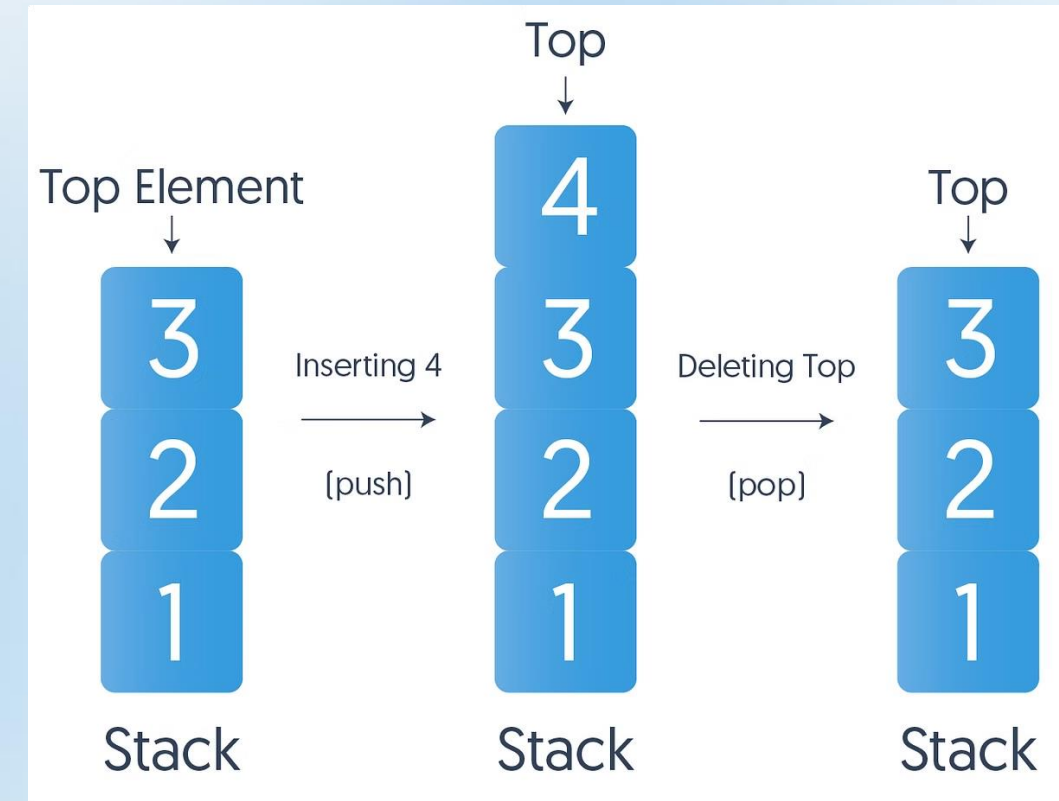 Top Element
3
2
1
Stack
Inserting 4
(push)
Top
4
3
2
1
Stack
Deleting Top
(pop)
Top
3
2
1
Stack